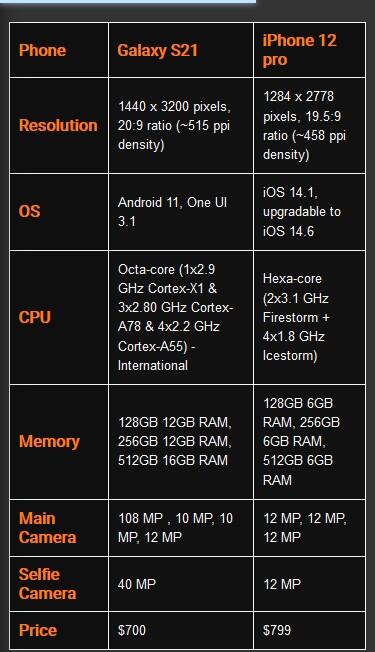 Phone
Galaxy S21
iPhone 12
pro
Resolution
1440 x 3200 pixels,
20:9 ratio (~515 ppi
density)
1284 x 2778
pixels, 19.5:9
ratio (~458 ppi
density)
OS
Android 11, One UI
3.1
iOS 14.1,
upgradable to
iOS 14.6
CPU
Octa-core (1x2.9
GHz Cortex-X1 &
3x2.80 GHz Cortex-
A78 & 4x2.2 GHz
Cortex-A55) -
International
Hexa-core
(2x3.1 GHz
Firestorm +
4x1.8 GHz
Icestorm)
Memory
128GB 12GB RAM,
256GB 12GB RAM,
512GB 16GB RAM
128GB 6GB
RAM, 256GB
6GB RAM,
512GB 6GB
RAM
Main
Camera
108 MP , 10 MP, 10
MP, 12 MP
12 MP, 12 MP,
12 MP
Selfie
Camera
40 MP
12 MP
Price
$700
$799